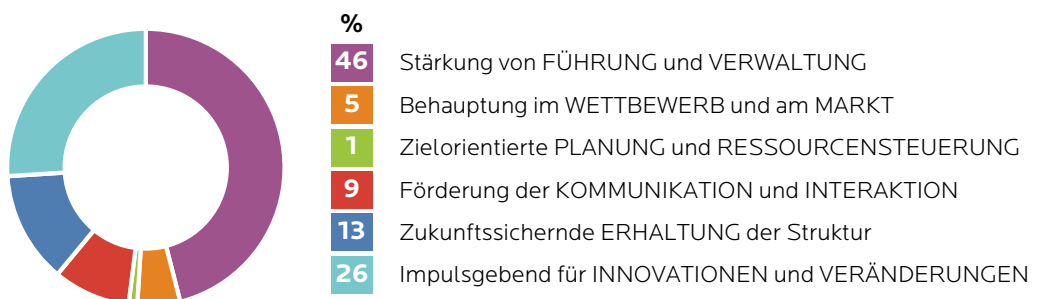 %
46 Stärkung von FÜHRUNG und VERWALTUNG
5 Behauptung im WETTBEWERB und am MARKT
1 Zielorientierte PLANUNG und RESSOURCENSTEUERUNG
9 Förderung der KOMMUNIKATION und INTERAKTION
13 Zukunftssichernde ERHALTUNG der Struktur
26 Impulsgebend für INNOVATIONEN und VERÄNDERUNGEN